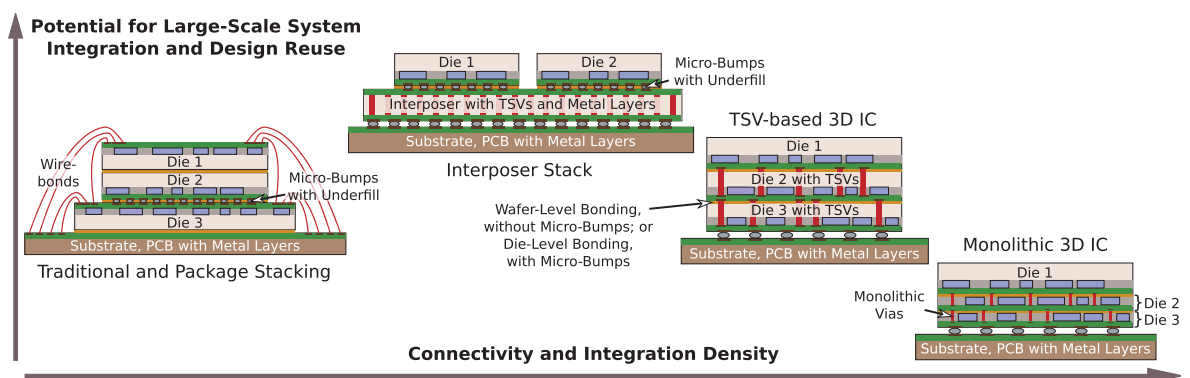 Potential for Large-Scale System
Integration and Design Reuse
Wire-
bonds
Die 1
Die 2
Die 3
Micro-Bumps
with Underfill
Substrate, PCB with Metal Layers
Traditional and Package Stacking
Die 1
Die 2
Micro-Bumps
with Underfill
Interposer with TSVs and Metal Layers
Substrate, PCB with Metal Layers
Interposer Stack
TSV-based 3D IC
Die 1
Die 2 with TSVs
Die 3 with TSVs
Substrate, PCB with Metal Layers
Wafer-Level Bonding,
without Micro-Bumps; or
Die-Level Bonding,
with Micro-Bumps
Monolithic 3D IC
Die 1
Die 2
Die 3
Monolithic
Vias
Substrate, PCB with Metal Layers
Connectivity and Integration Density